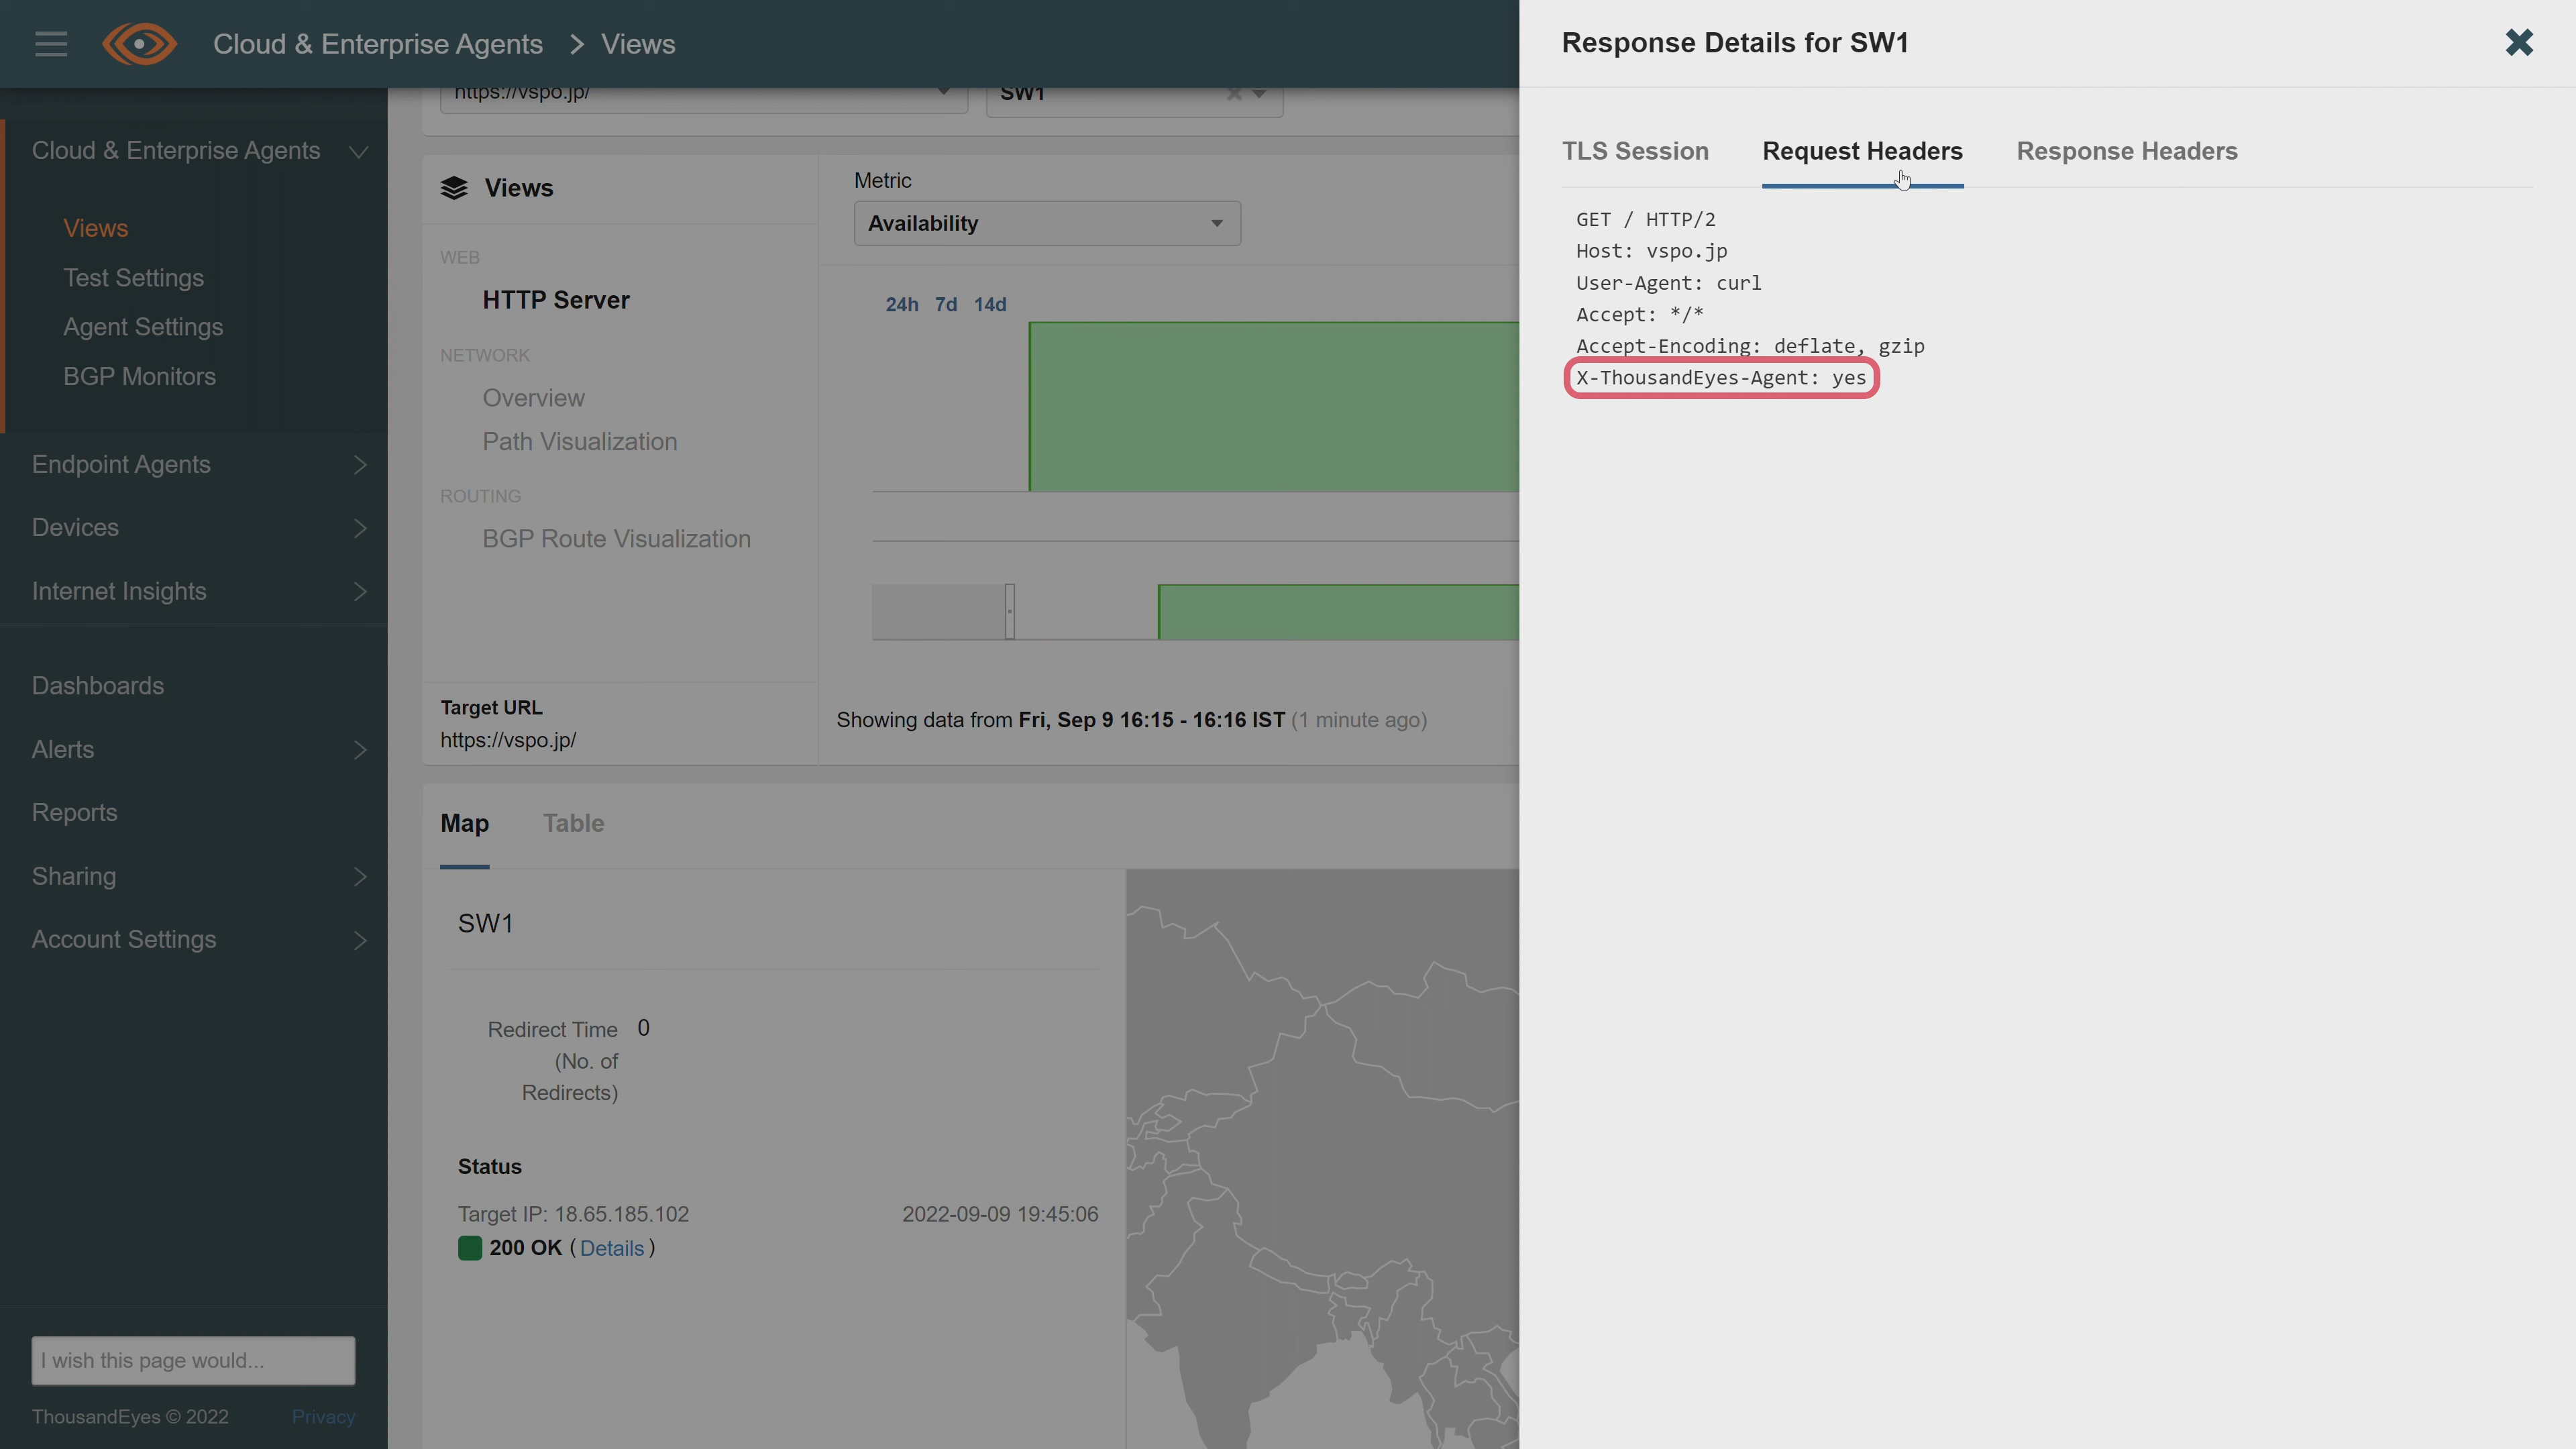 Cloud & Enterprise Agents > Views
Cloud & Enterprise Agents
Views
Test Settings
Agent Settings
BGP Monitors
Endpoint Agents
Devices
Internet Insights
Dashboards
Alerts
Reports
Sharing
Account Settings
I wish this page would...
ThousandEyes © 2022 Privacy
https://vspo.jp/
SW1
Views
WEB
HTTP Server
NETWORK
Overview
Path Visualization
ROUTING
BGP Route Visualization
Target URL
https://vspo.jp/
Metric
Availability
24h 7d 14d
Showing data from Fri, Sep 9 16:15 - 16:16 IST (1 minute ago)
Map Table
SW1
Redirect Time 0
(No. of
Redirects)
Status
Target IP: 18.65.185.102 2022-09-09 19:45:06
200 OK (Details)
Response Details for SW1
TLS Session Request Headers Response Headers
GET / HTTP/2
Host: vspo.jp
User-Agent: curl
Accept: */*
Accept-Encoding: deflate, gzip
X-ThousandEyes-Agent: yes